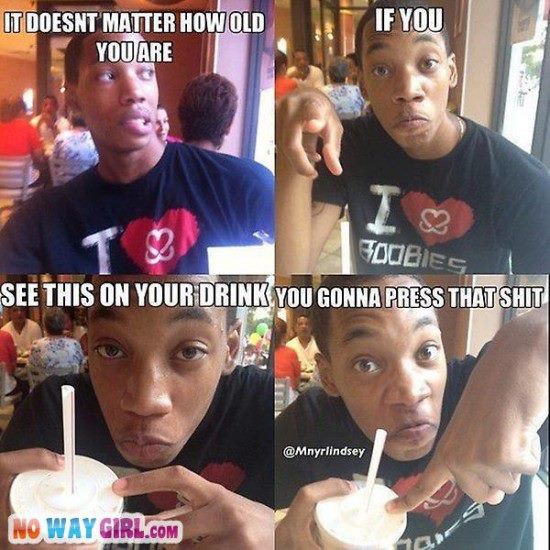 IT DOESNT MATTER HOW OLD
YOU ARE
IF YOU
I
BOOBIES
SEE THIS ON YOUR DRINK
YOU GONNA PRESS THAT SHIT
@Mnyrlindsey
NO WAY GIRL.COM